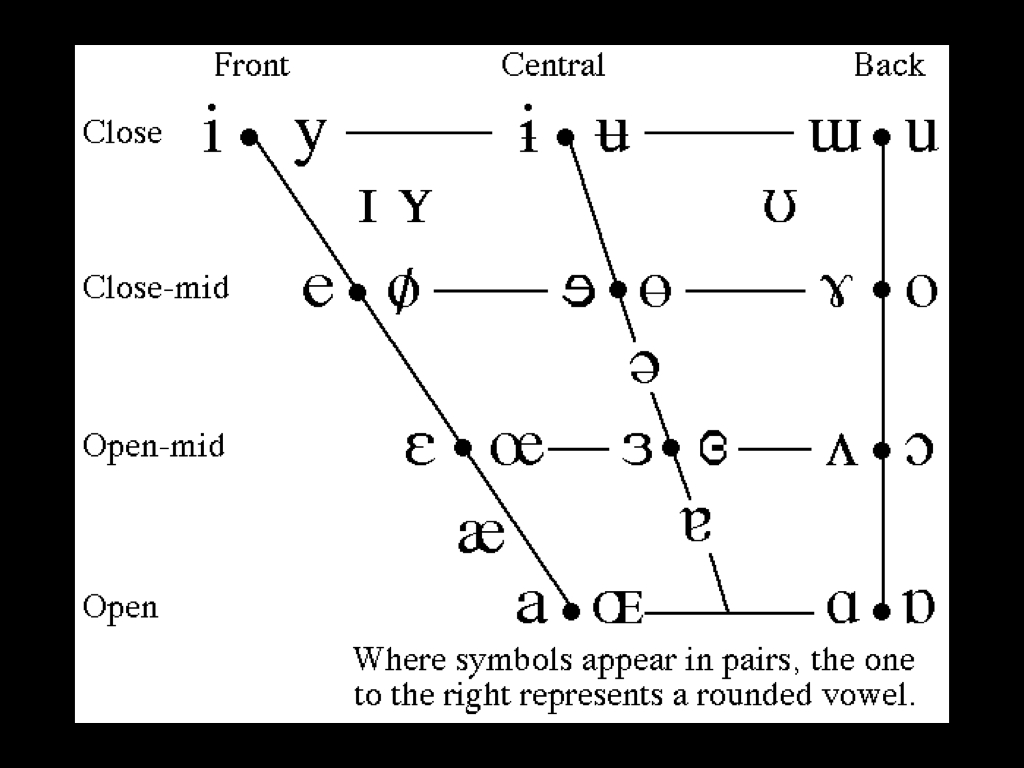 Front Central Back
Close i y ɨ ʉ ɯ u
ɪ ʏ ʊ
Close-mid e ø ɘ ɵ ɤ o
ə
Open-mid ɛ œ ɜ ɞ ʌ ɔ
æ ɐ
Open a ɶ ɑ ɒ
Where symbols appear in pairs, the one
to the right represents a rounded vowel.